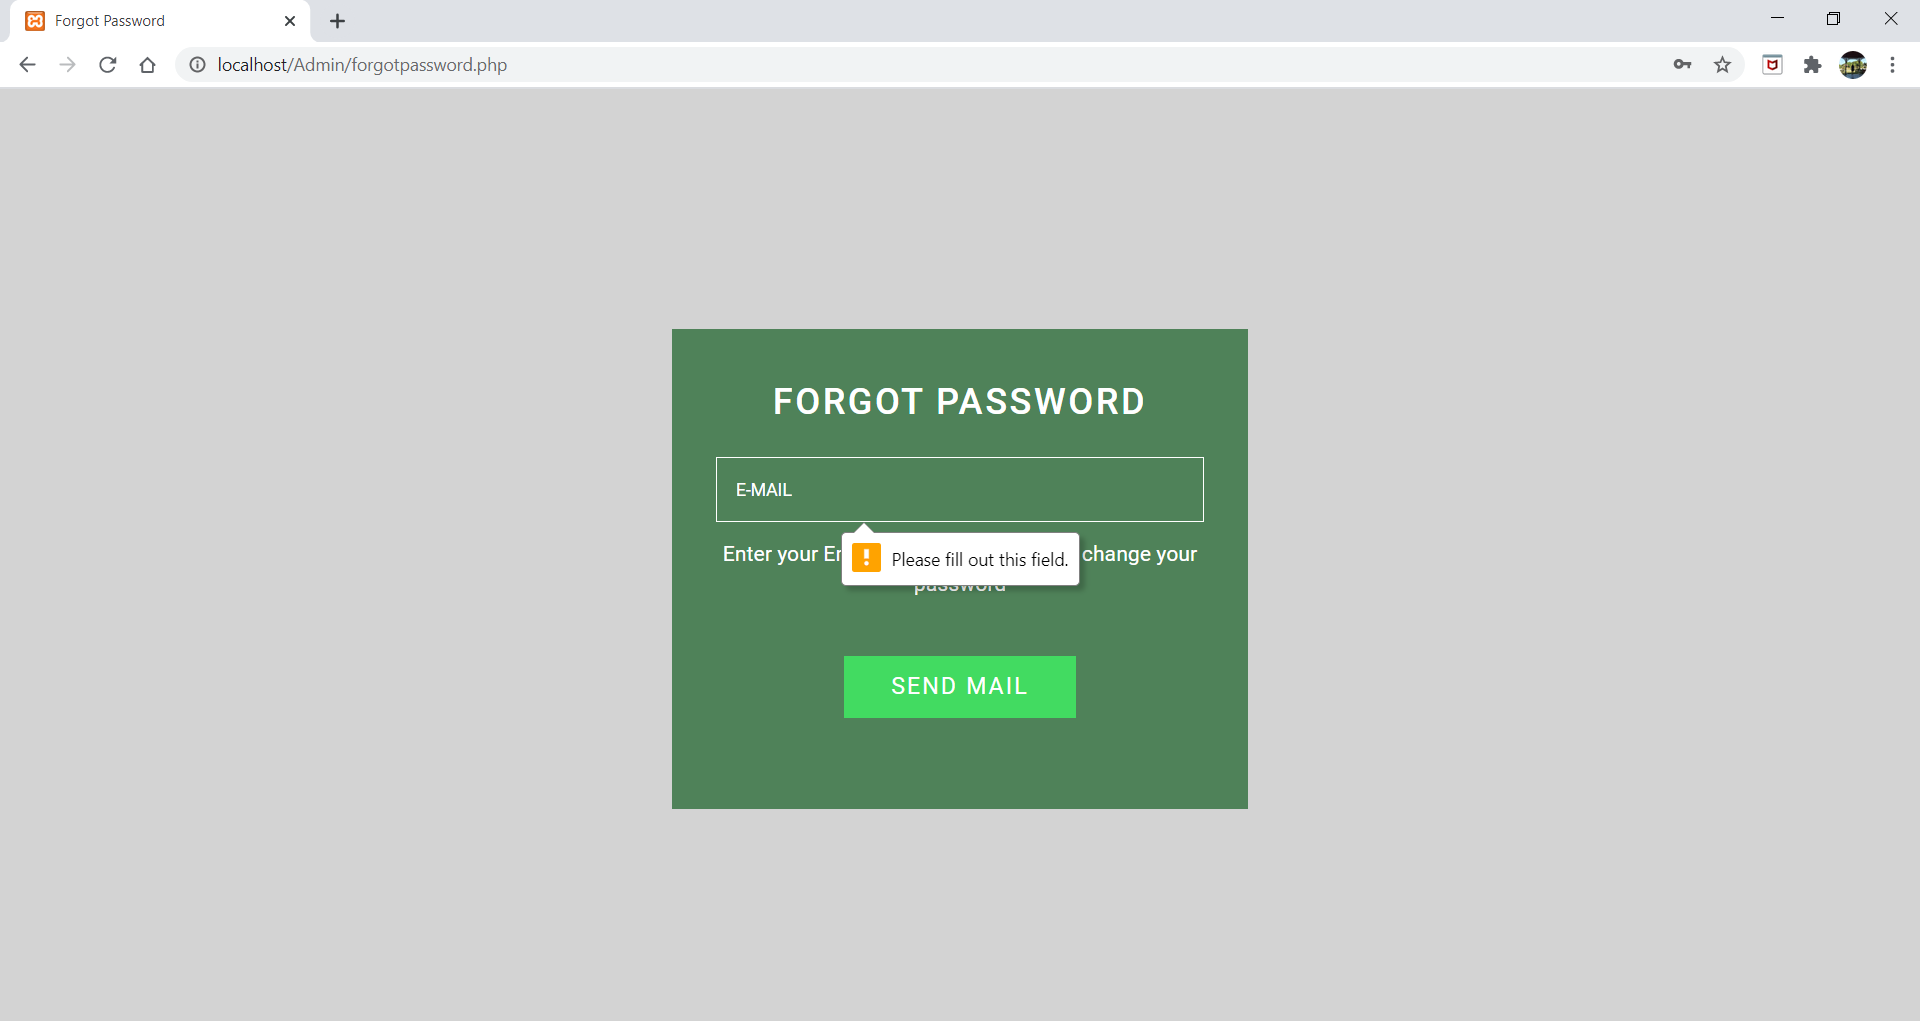 Forgot Password
localhost/Admin/forgotpassword.php
FORGOT PASSWORD
E-MAIL
Enter your change your
Please fill out this field.
password
SEND MAIL